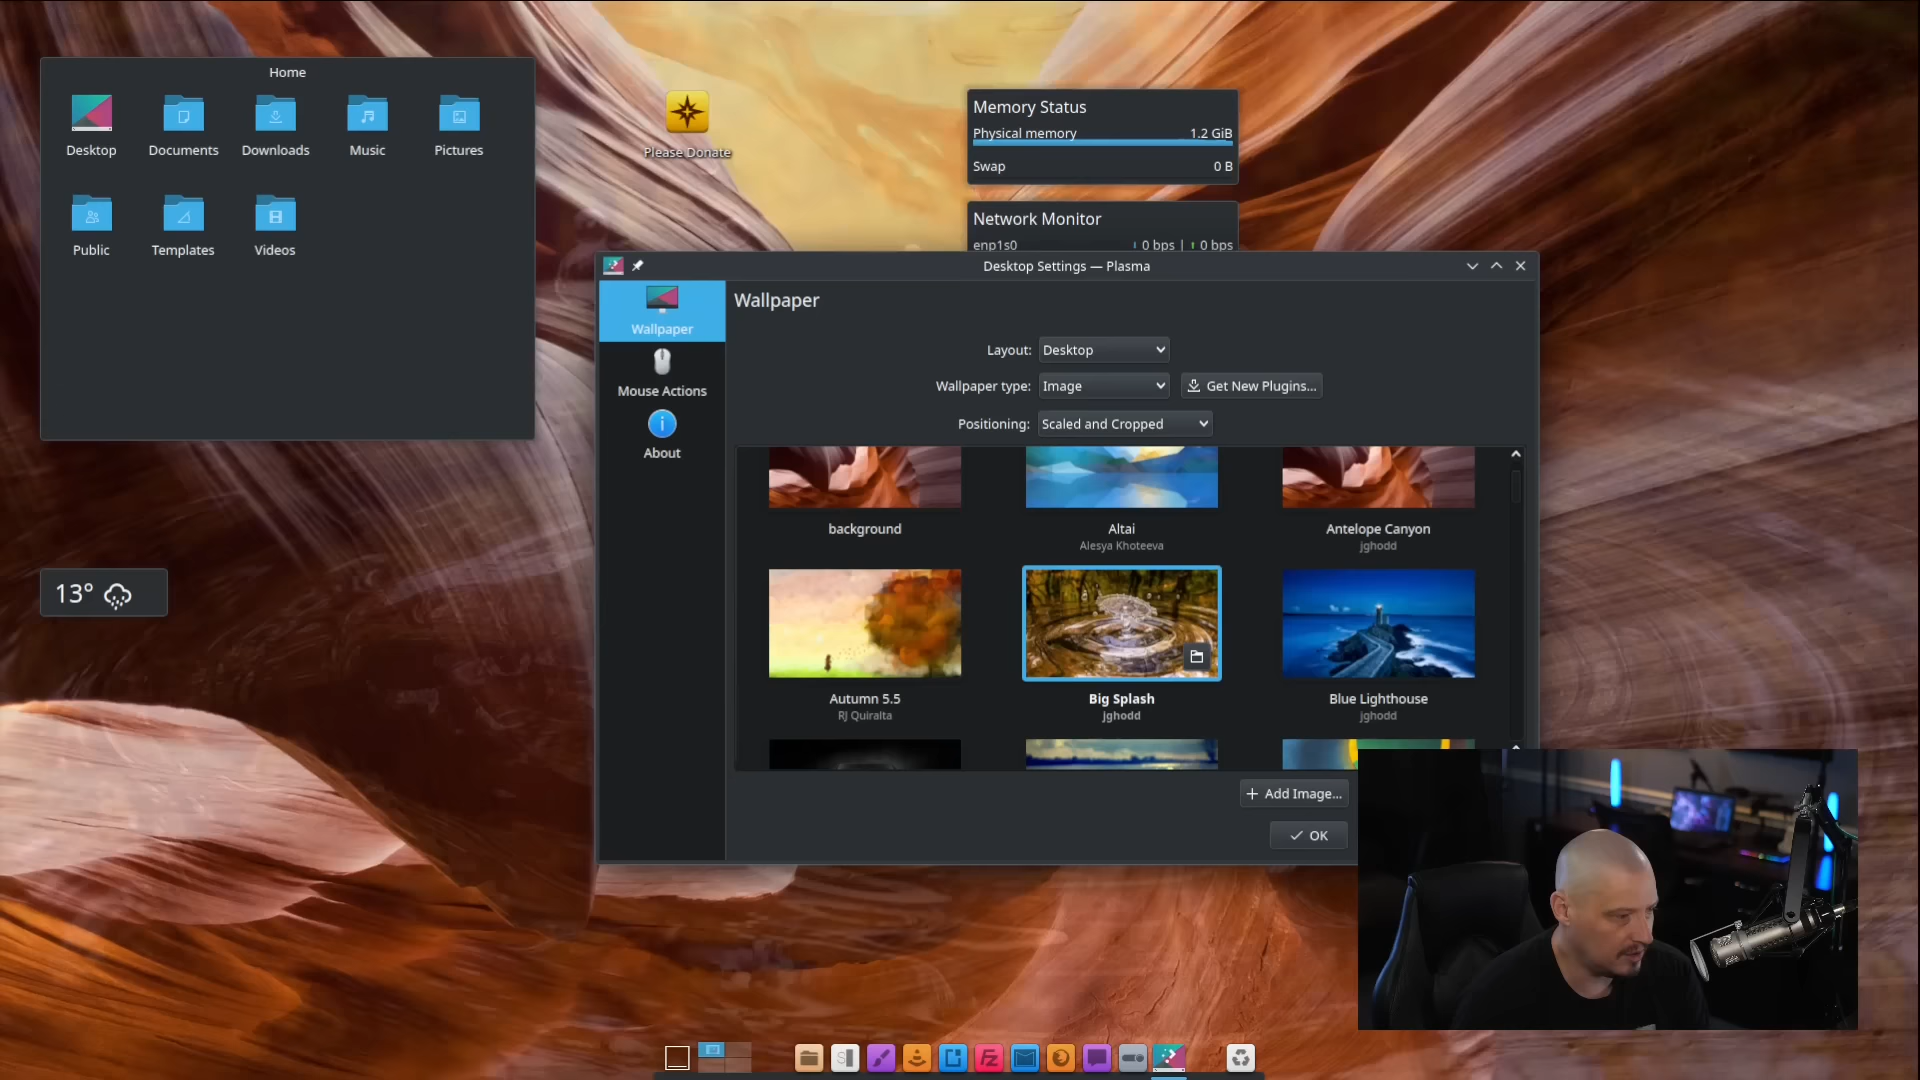 Home
Desktop
Documents
Downloads
Music
Pictures
Public
Templates
Videos
Please Donate
Memory Status
Physical memory 1.2 GiB
Swap 0 B
Network Monitor
enp1s0 ↓ 0 bps | ↑ 0 bps
13°
Desktop Settings — Plasma
Wallpaper
Mouse Actions
About
Wallpaper
Layout: Desktop
Wallpaper type: Image Get New Plugins...
Positioning: Scaled and Cropped
background
Altai
Alesya Khoteeva
Antelope Canyon
jghodd
Autumn 5.5
RJ Quiralta
Big Splash
jghodd
Blue Lighthouse
jghodd
Add Image...
OK
Fz